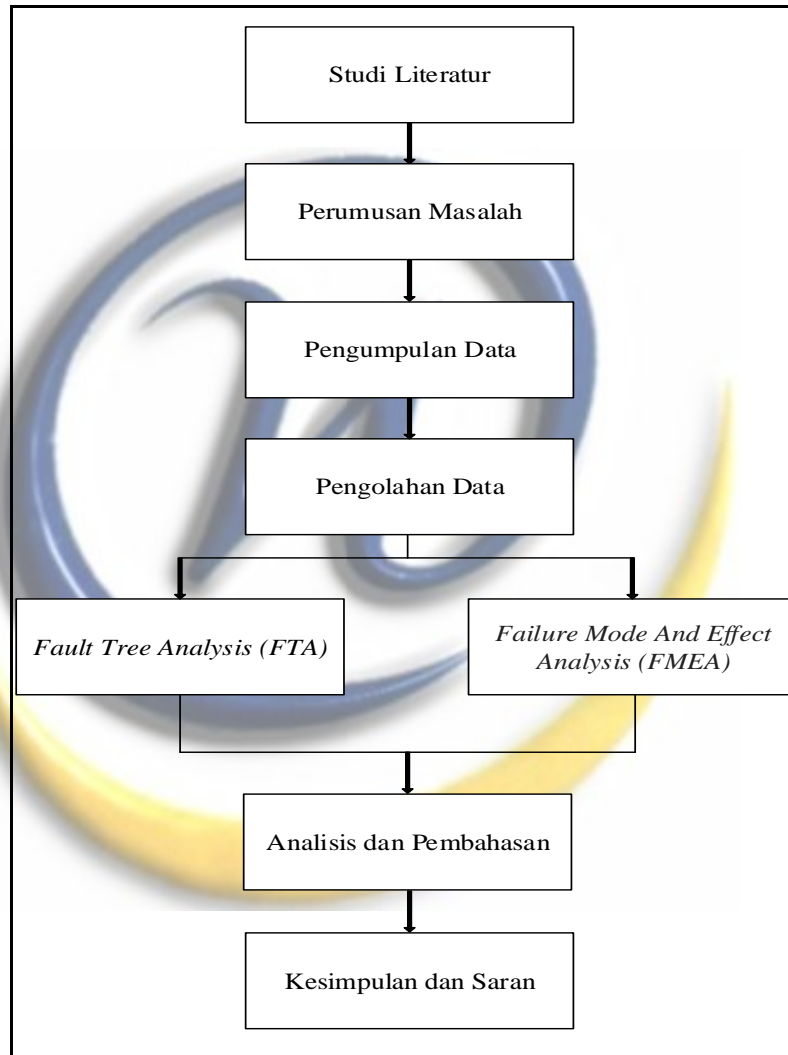 Studi Literatur
Perumusan Masalah
Pengumpulan Data
Pengolahan Data
Fault Tree Analysis (FTA)
Failure Mode And Effect
Analysis (FMEA)
Analisis dan Pembahasan
Kesimpulan dan Saran